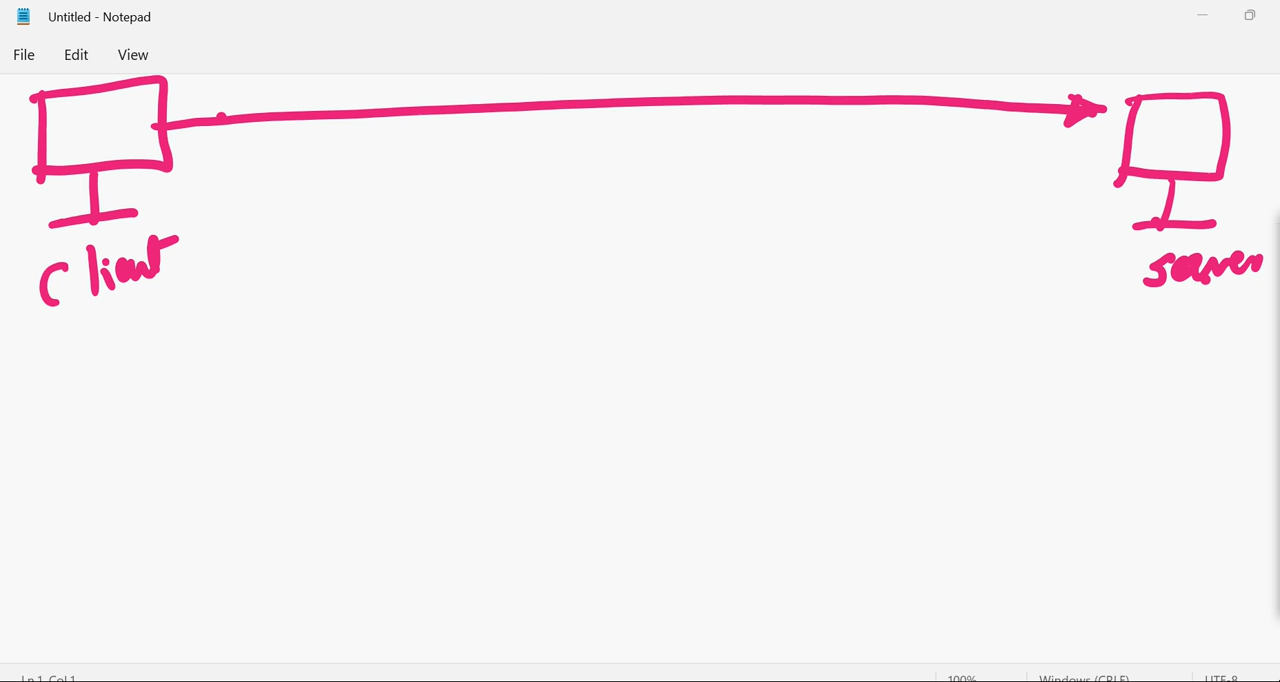 Untitled - Notepad
File Edit View
Client
server
Ln 1, Col 1 100% Windows (CRLF) UTF-8